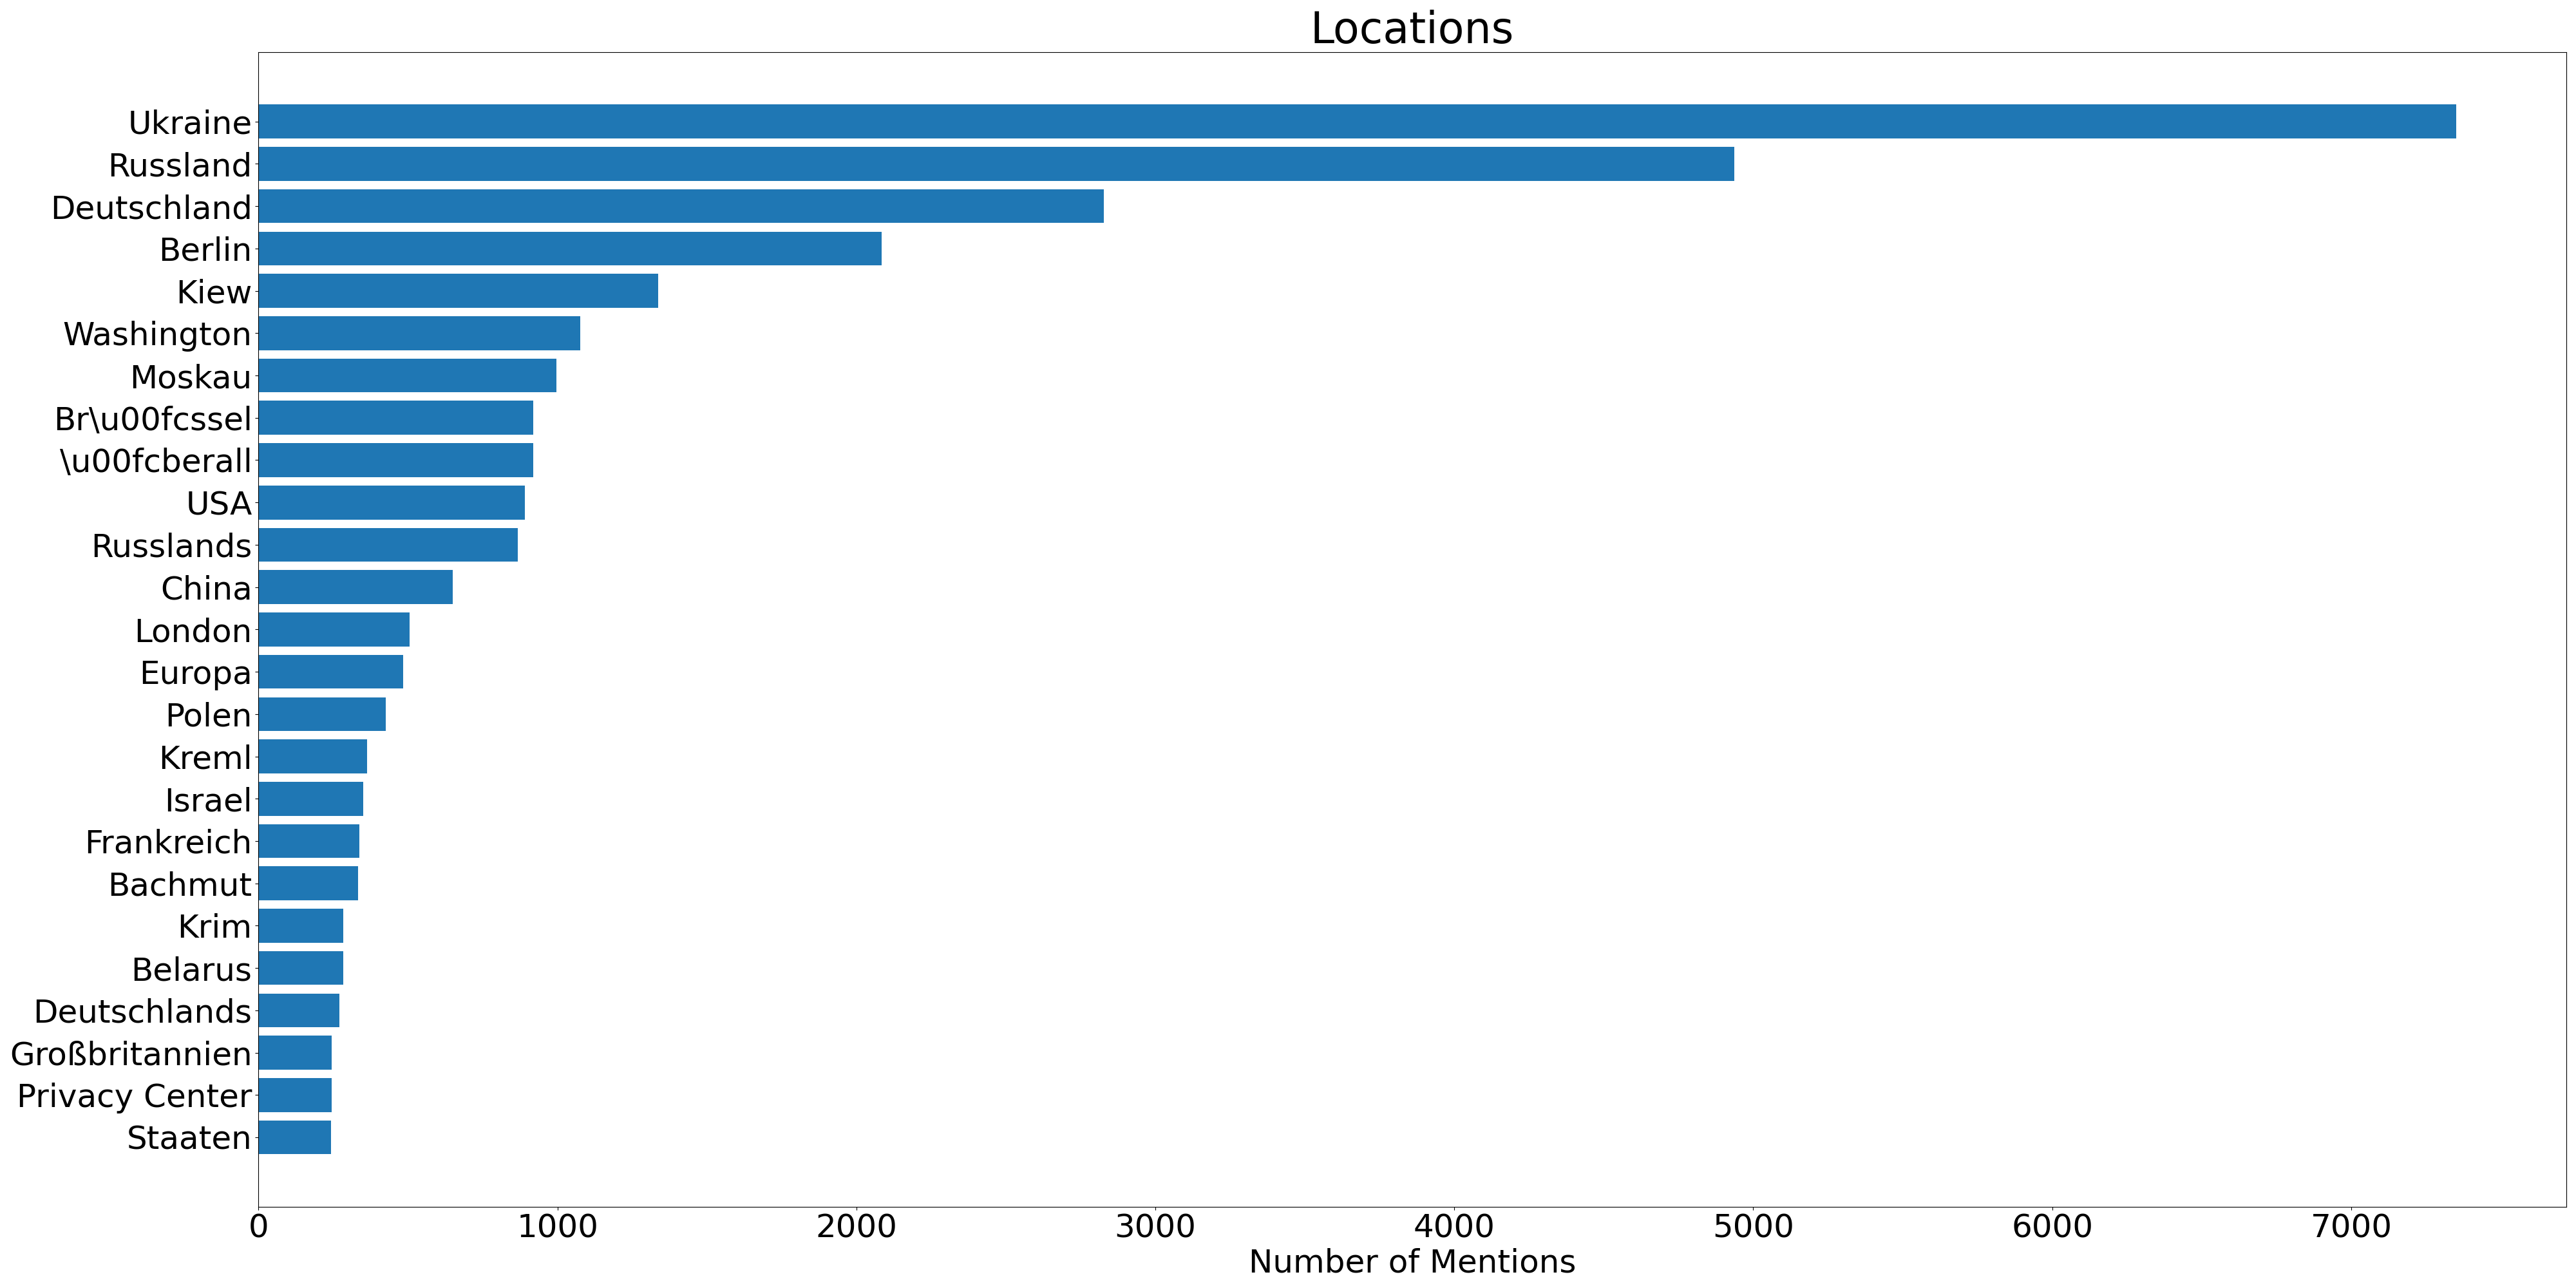 Locations
Ukraine
Russland
Deutschland
Berlin
Kiew
Washington
Moskau
Br\u00fcssel
\u00fcberall
USA
Russlands
China
London
Europa
Polen
Kreml
Israel
Frankreich
Bachmut
Krim
Belarus
Deutschlands
Großbritannien
Privacy Center
Staaten
0 1000 2000 3000 4000 5000 6000 7000
Number of Mentions